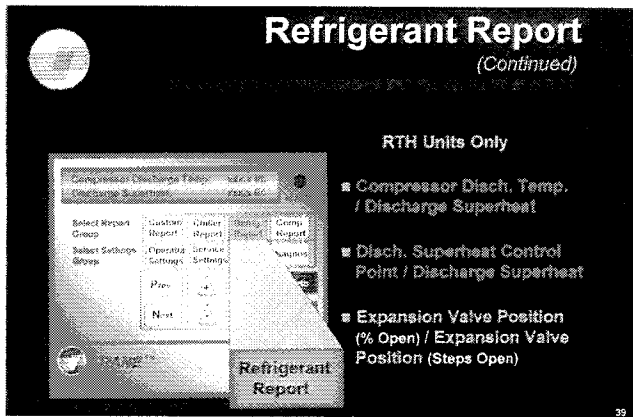 Refrigerant Report
(Continued)
RTH Units Only
Compressor Disch. Temp.
/ Discharge Superheat
Disch. Superheat Control
Point / Discharge Superheat
Expansion Valve Position
(% Open) / Expansion Valve
Position (Steps Open)
Compressor Discharge Temp:
Discharge Superheat
Select Report
Group
Custom
Report
Chiller
Report
Report
Comp
Report
Select Settings
Group
Operator
Settings
Service
Settings
Prev
+
Next
-
Refrigerant
Report
39